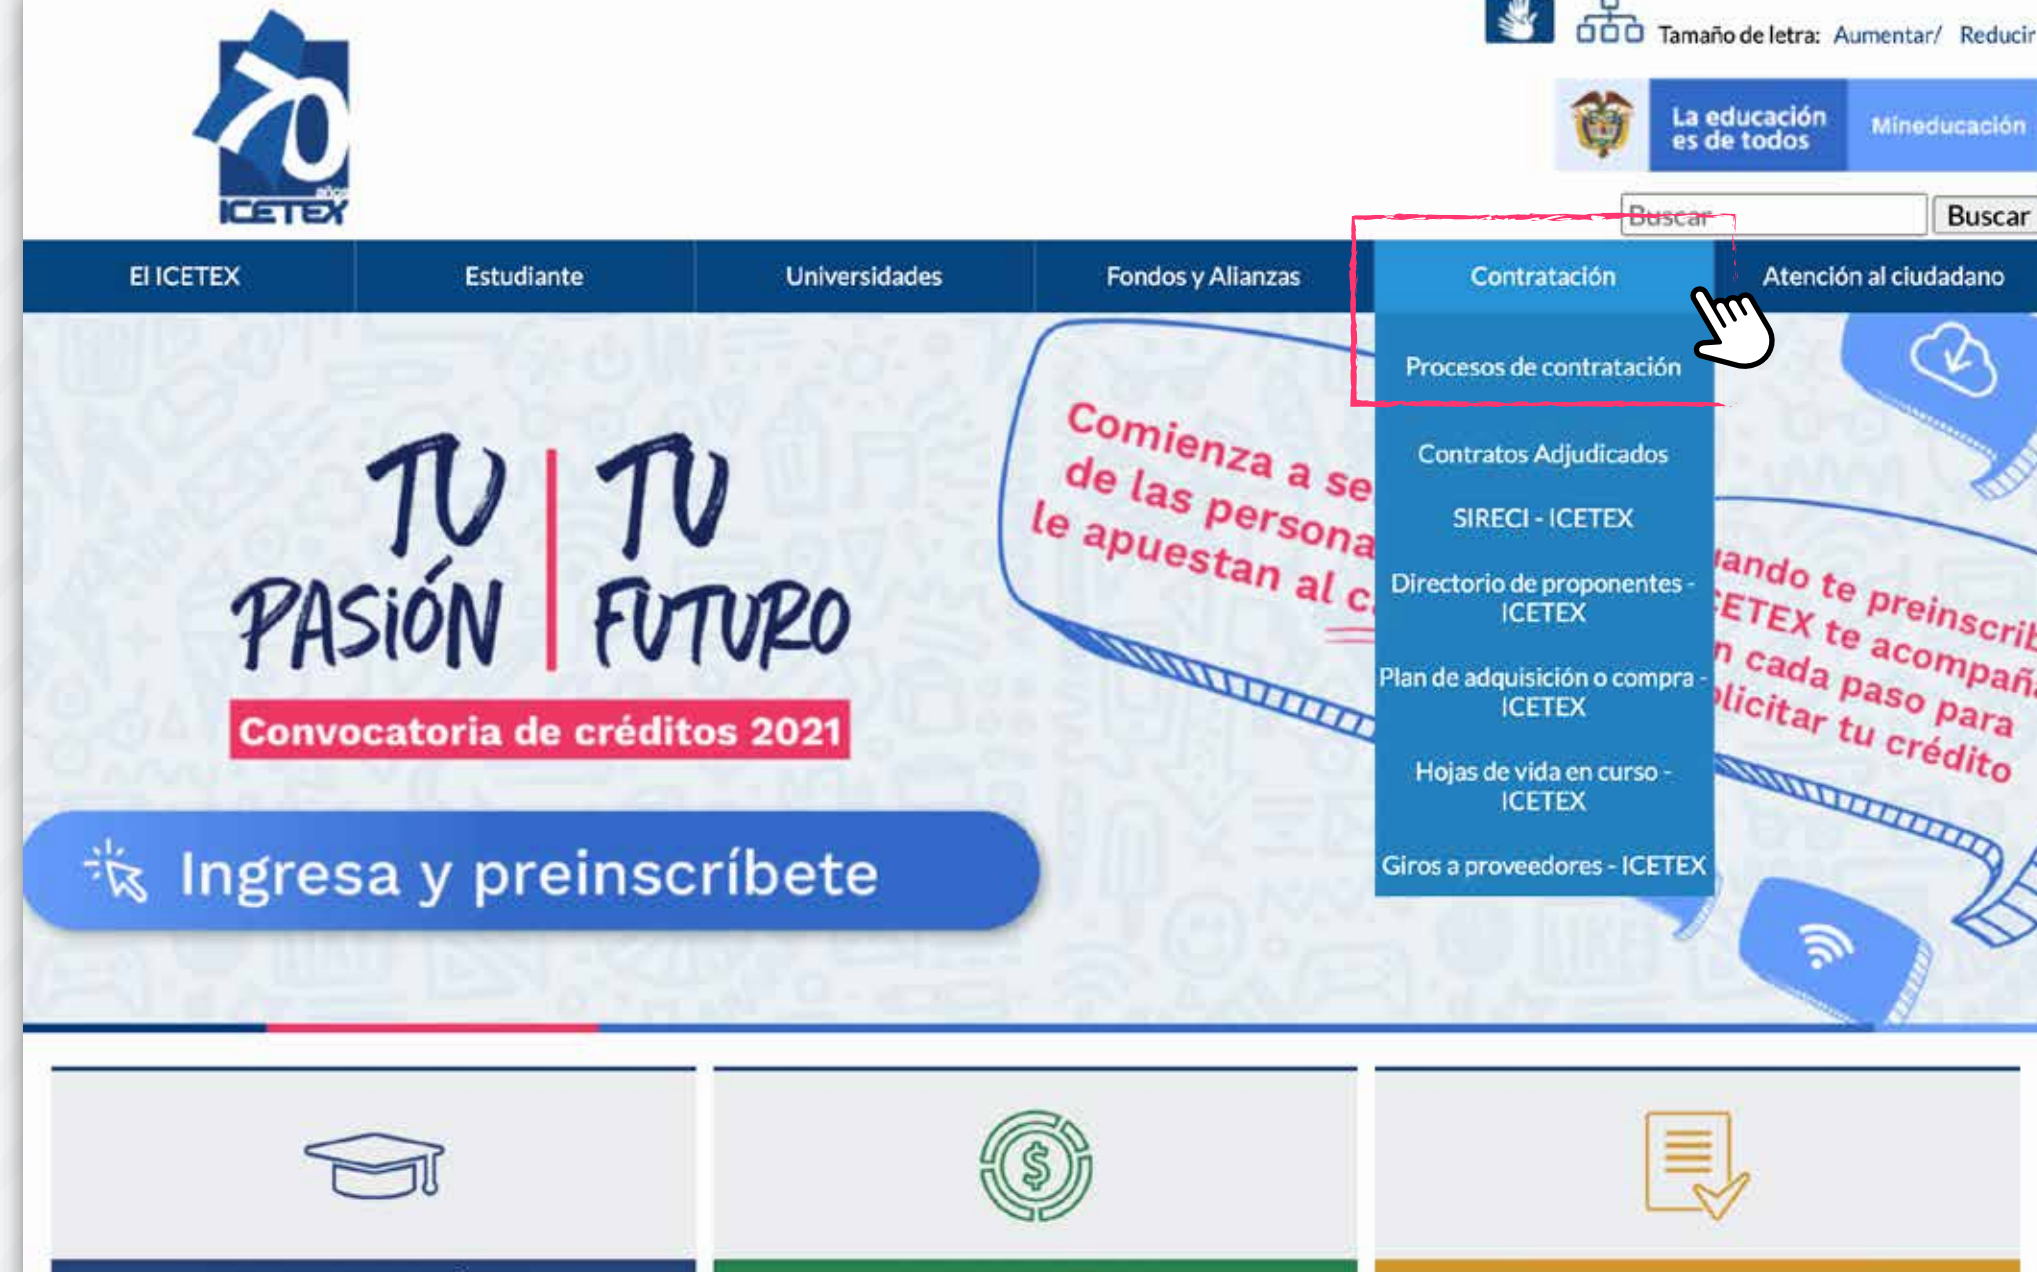 Tamaño de letra: Aumentar/ Reducir
70
años
ICETEX
La educación
es de todos
Mineducación
Buscar
Buscar
El ICETEX
Estudiante
Universidades
Fondos y Alianzas
Contratación
Atención al ciudadano
Procesos de contratación
Contratos Adjudicados
SIRECI - ICETEX
Directorio de proponentes -
ICETEX
Plan de adquisición o compra -
ICETEX
Hojas de vida en curso -
ICETEX
Giros a proveedores - ICETEX
TU PASIÓN
TU FUTURO
Convocatoria de créditos 2021
Ingresa y preinscríbete
Comienza a se
de las persona
le apuestan al c
ando te preinscrib
ETEX te acompaña
n cada paso para
licitar tu crédito